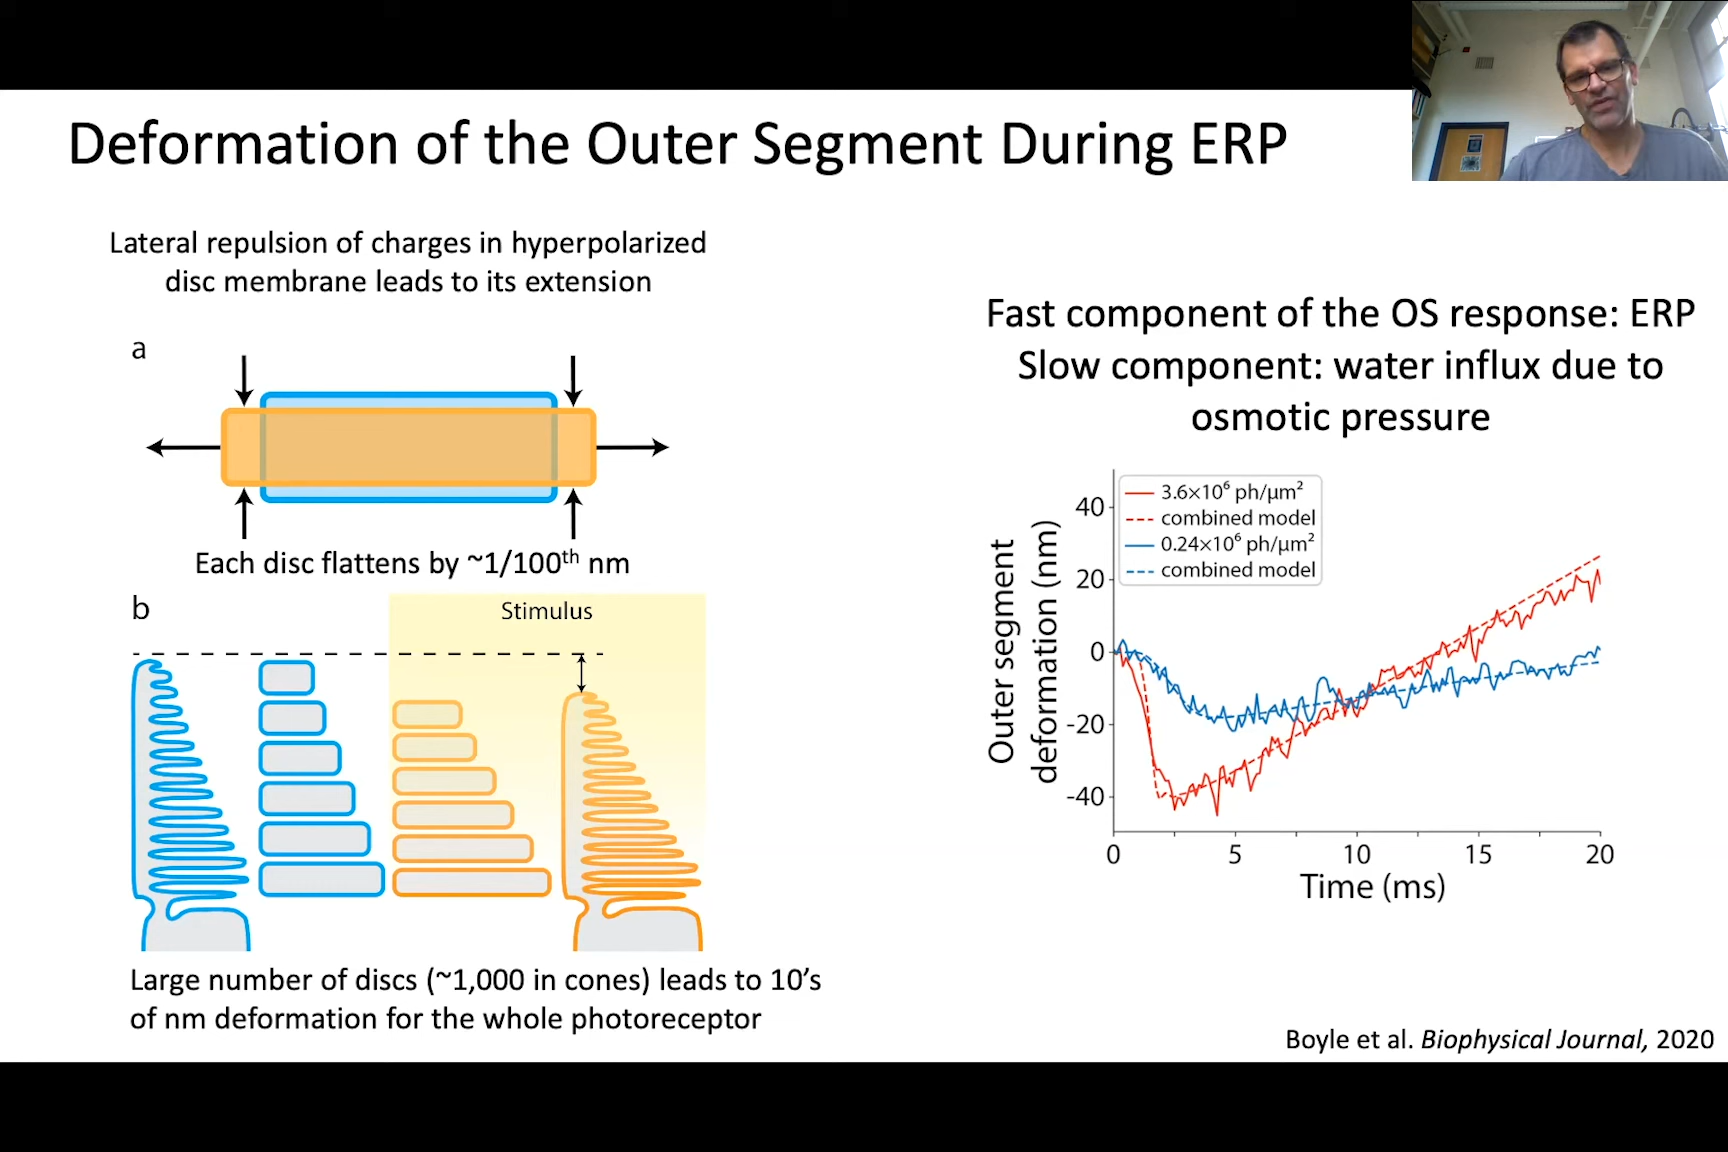 Deformation of the Outer Segment During ERP
Lateral repulsion of charges in hyperpolarized
disc membrane leads to its extension
a
Each disc flattens by ~1/100th nm
b
Stimulus
Large number of discs (~1,000 in cones) leads to 10's
of nm deformation for the whole photoreceptor
Fast component of the OS response: ERP
Slow component: water influx due to
osmotic pressure
3.6×10⁶ ph/μm²
combined model
0.24×10⁶ ph/μm²
combined model
Outer segment
deformation (nm)
40
20
0
-20
-40
0 5 10 15 20
Time (ms)
Boyle et al. Biophysical Journal, 2020